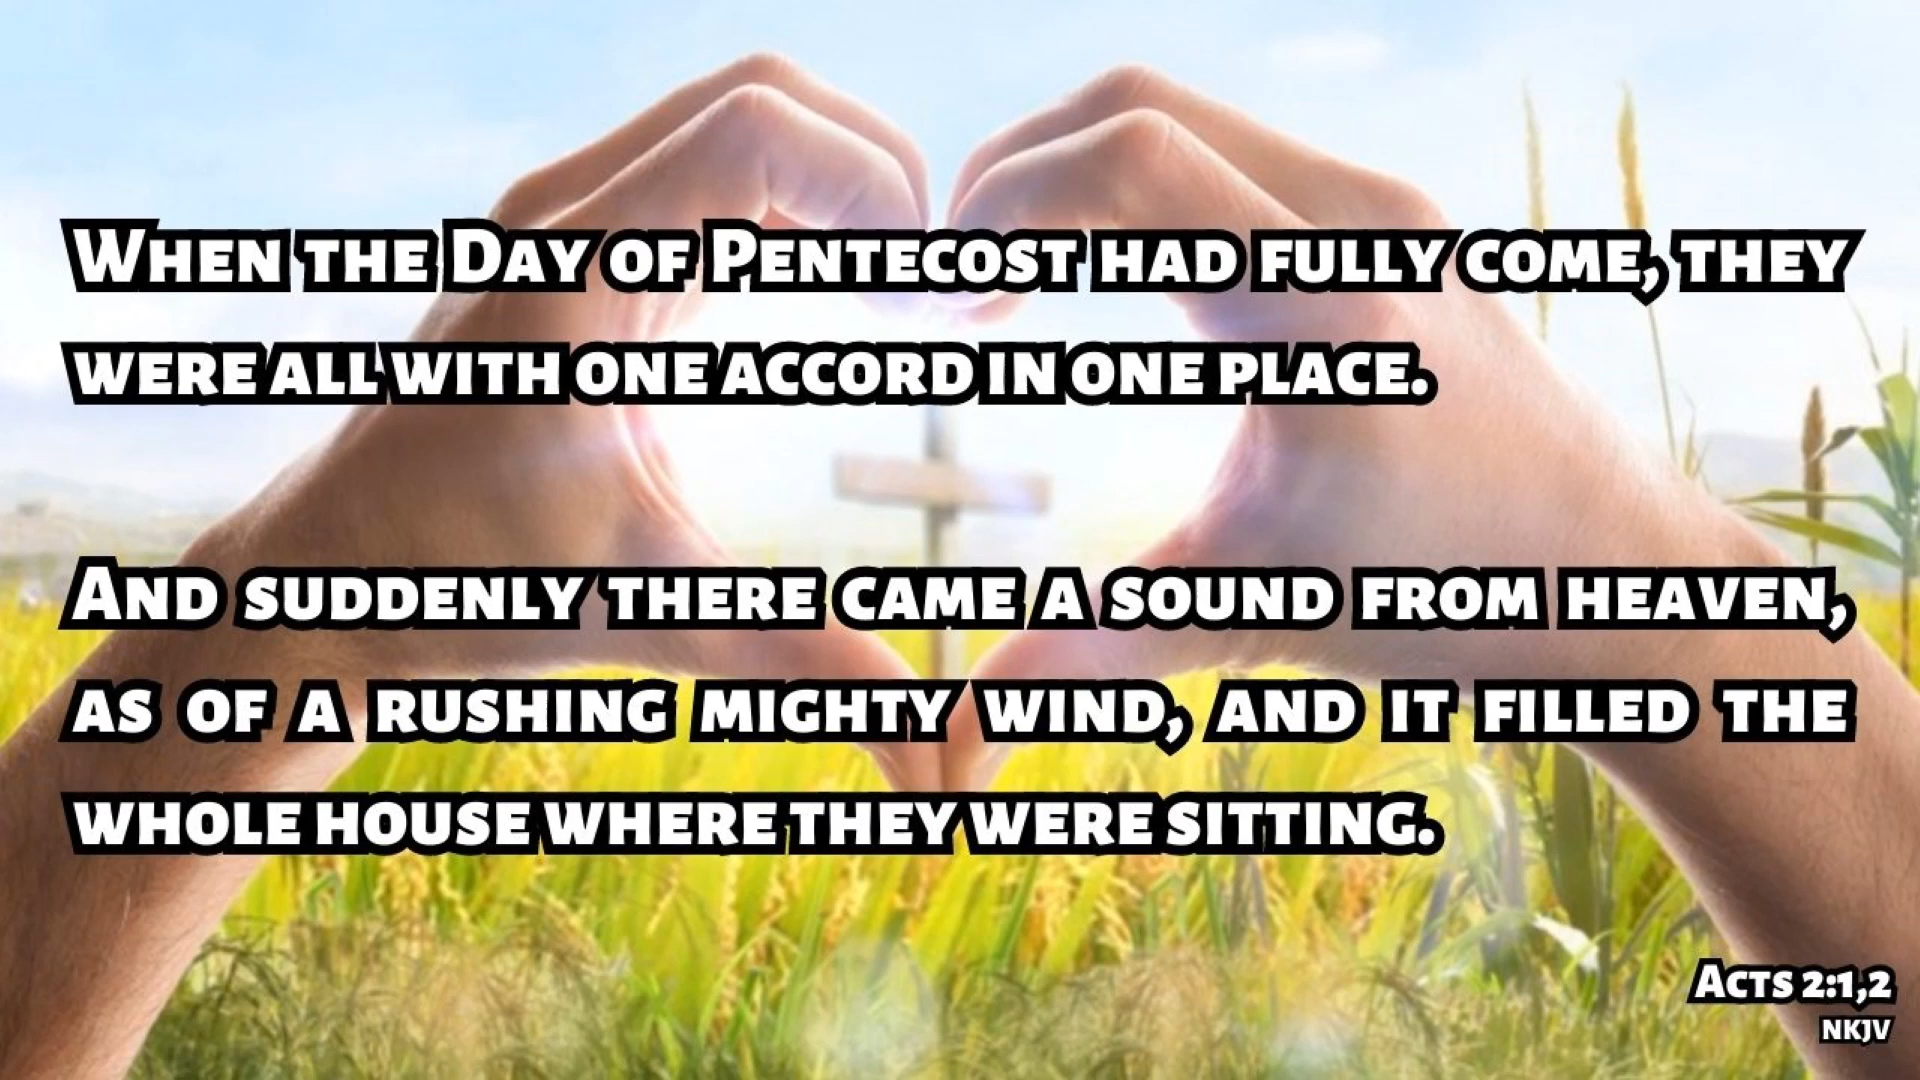 When the Day of Pentecost had fully come, they
were all with one accord in one place.
And suddenly there came a sound from heaven,
as of a rushing mighty wind, and it filled the
whole house where they were sitting.
Acts 2:1,2
NKJV